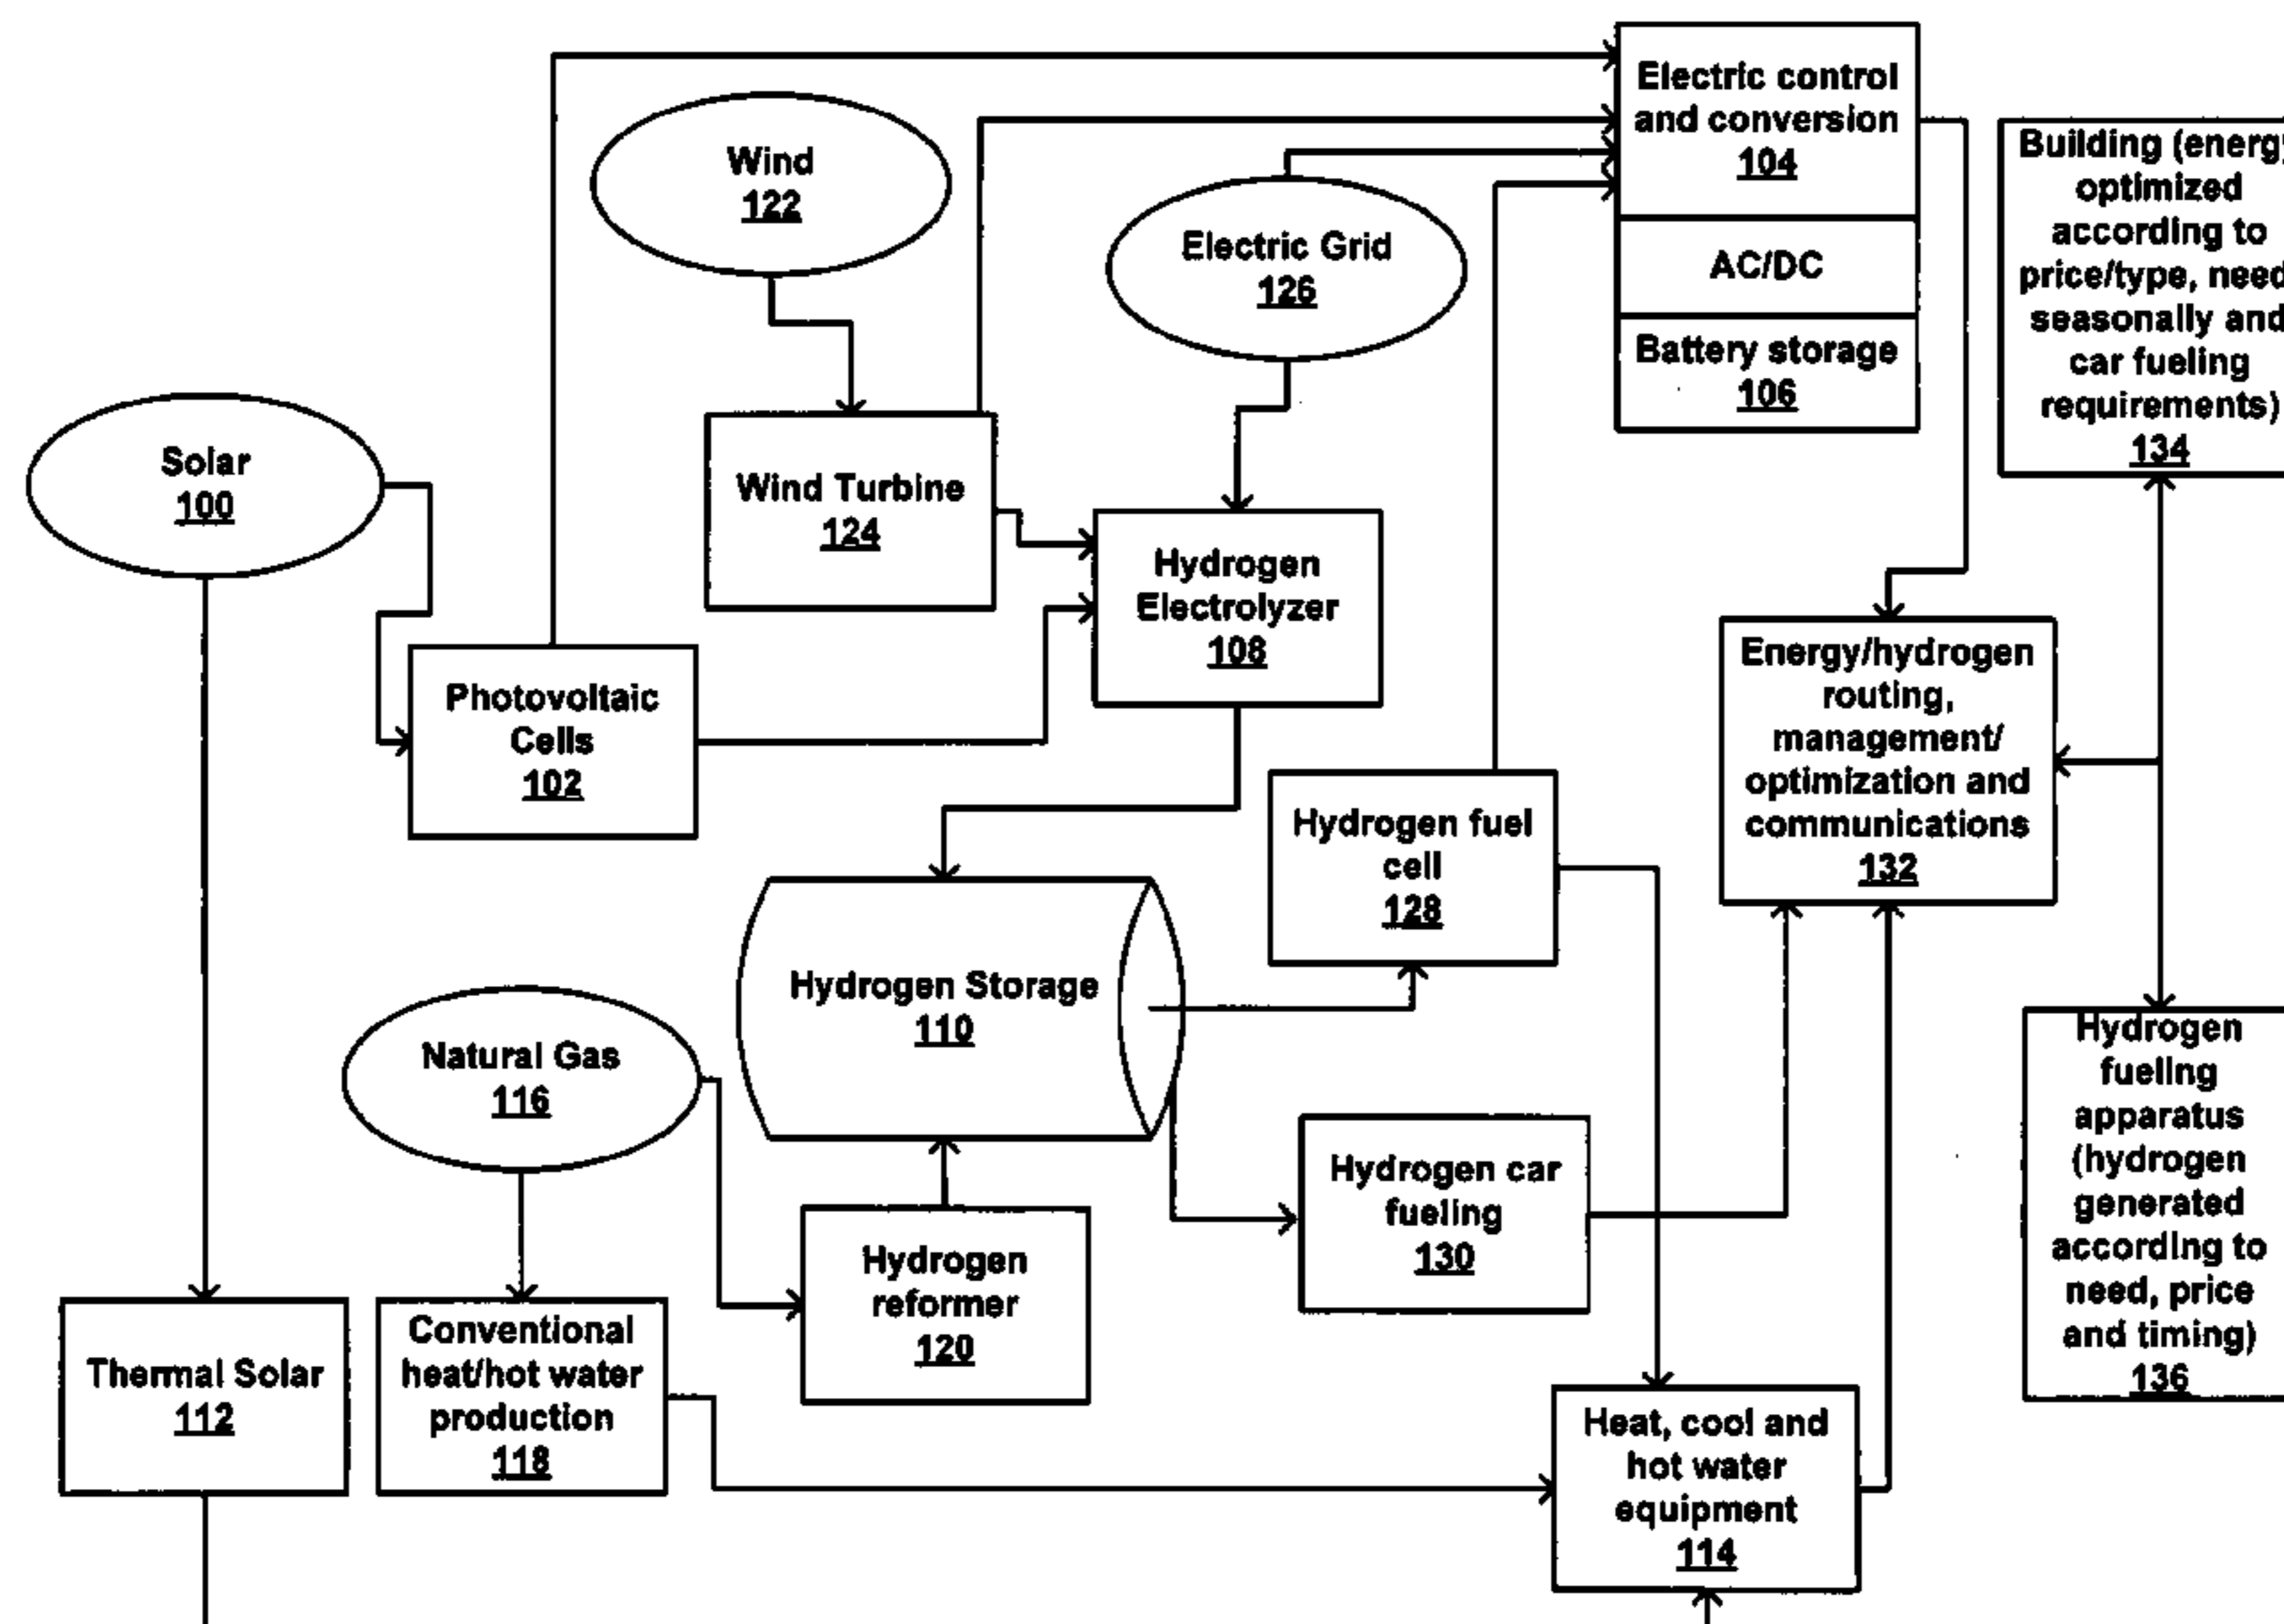 Electric control
and conversion
104
AC/DC
Battery storage
106
Building (energy
optimized
according to
price/type, need
seasonally and
car fueling
requirements)
134
Wind
122
Electric Grid
126
Solar
100
Wind Turbine
124
Hydrogen
Electrolyzer
108
Photovoltaic
Cells
102
Energy/hydrogen
routing,
management/
optimization and
communications
132
Hydrogen fuel
cell
128
Hydrogen Storage
110
Natural Gas
116
Hydrogen car
fueling
130
Hydrogen
fueling
apparatus
(hydrogen
generated
according to
need, price
and timing)
136
Hydrogen
reformer
120
Thermal Solar
112
Conventional
heat/hot water
production
118
Heat, cool and
hot water
equipment
114